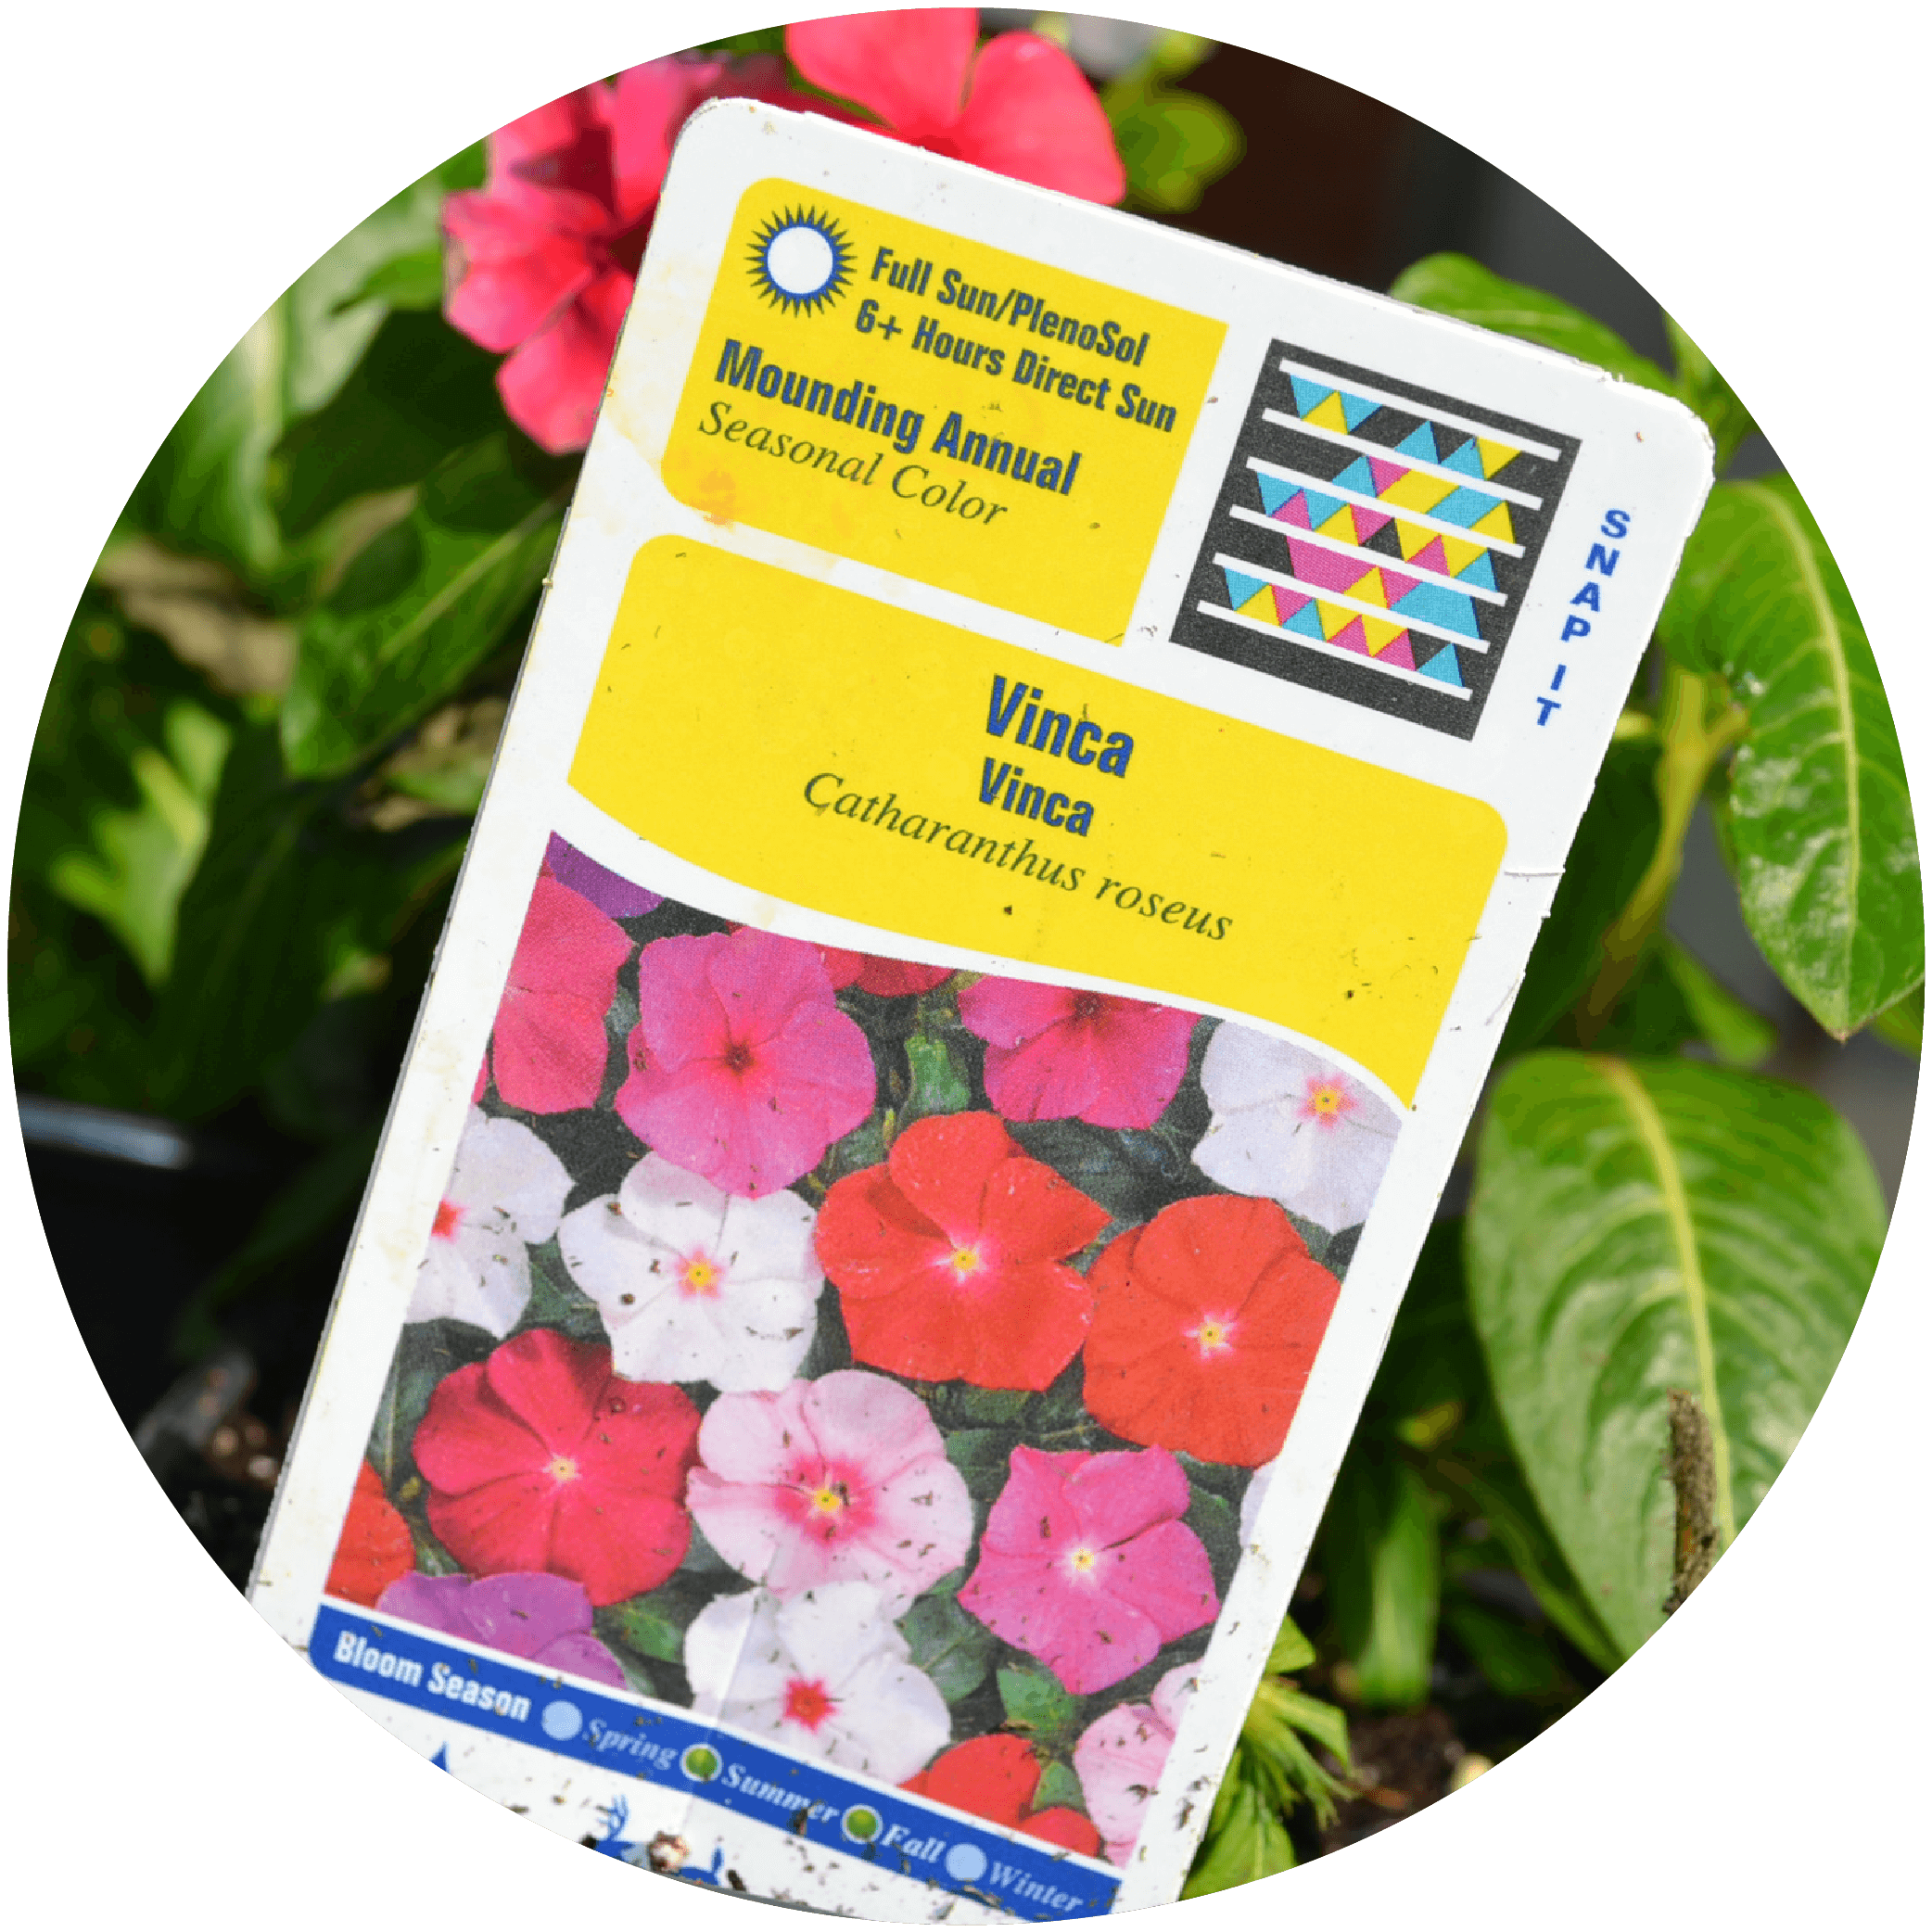 Full Sun/PlenoSol
6+ Hours Direct Sun
Mounding Annual
Seasonal Color
SNAP IT
Vinca
Vinca
Catharanthus roseus
Bloom Season Spring Summer Fall Winter